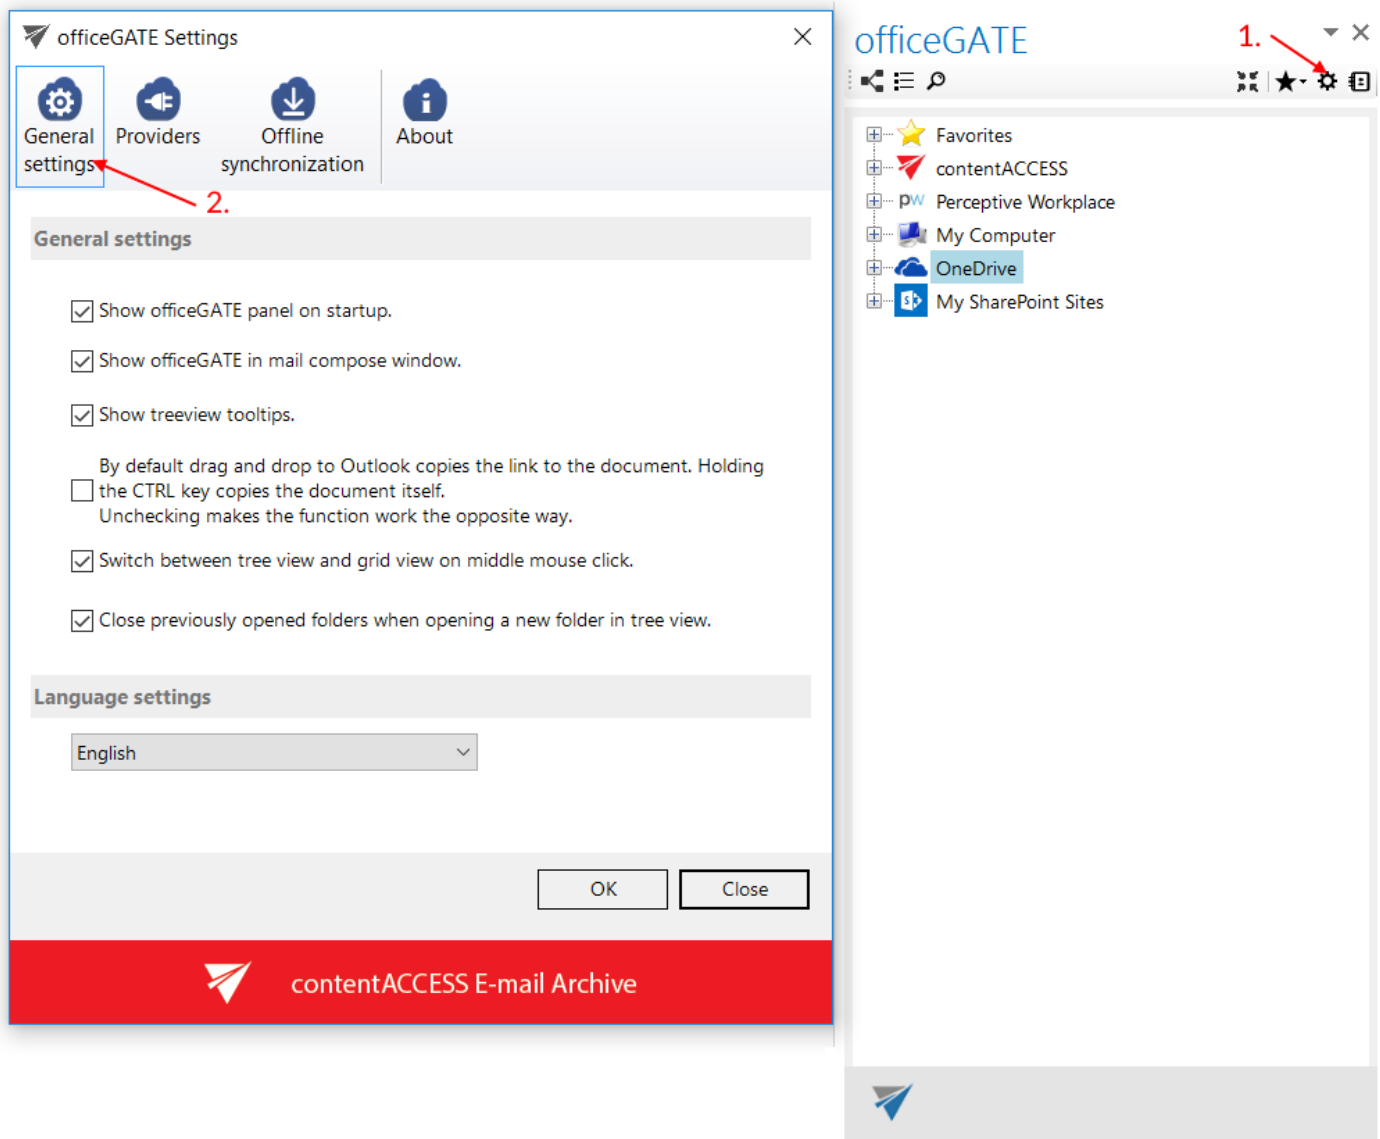 officeGATE Settings
General
settings
Providers
Offline
synchronization
About
2.
General settings
Show officeGATE panel on startup.
Show officeGATE in mail compose window.
Show treeview tooltips.
By default drag and drop to Outlook copies the link to the document. Holding
the CTRL key copies the document itself.
Unchecking makes the function work the opposite way.
Switch between tree view and grid view on middle mouse click.
Close previously opened folders when opening a new folder in tree view.
Language settings
English
OK
Close
contentACCESS E-mail Archive
officeGATE
1.
Favorites
contentACCESS
pw Perceptive Workplace
My Computer
OneDrive
S My SharePoint Sites